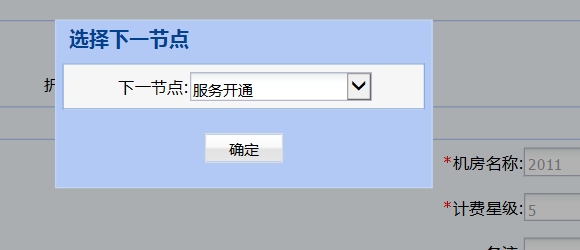 选择下一节点
折
下一节点: 服务开通
确定
*机房名称: 2011
*计费星级: 5